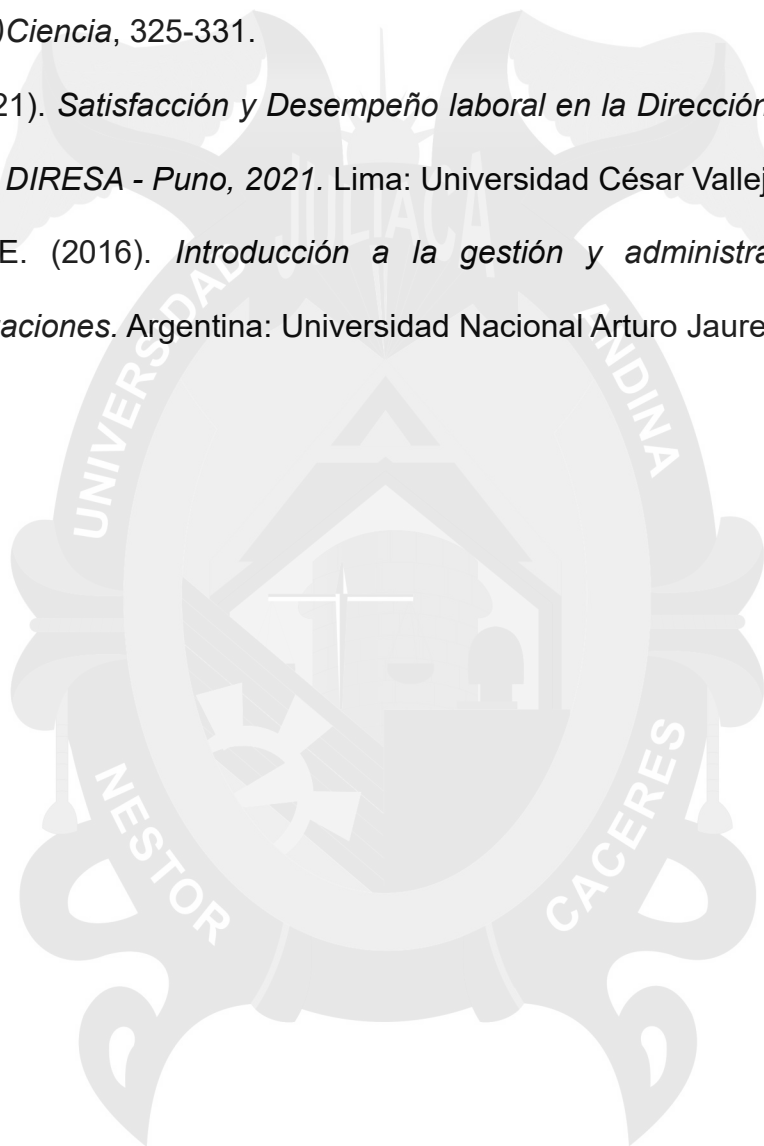 )Ciencia, 325-331.
21). Satisfacción y Desempeño laboral en la Dirección
DIRESA - Puno, 2021. Lima: Universidad César Vallej
E. (2016). Introducción a la gestión y administra
aciones. Argentina: Universidad Nacional Arturo Jaure
UNIVERSIDAD
JULIACA
ANDINA
NESTOR
CACERES